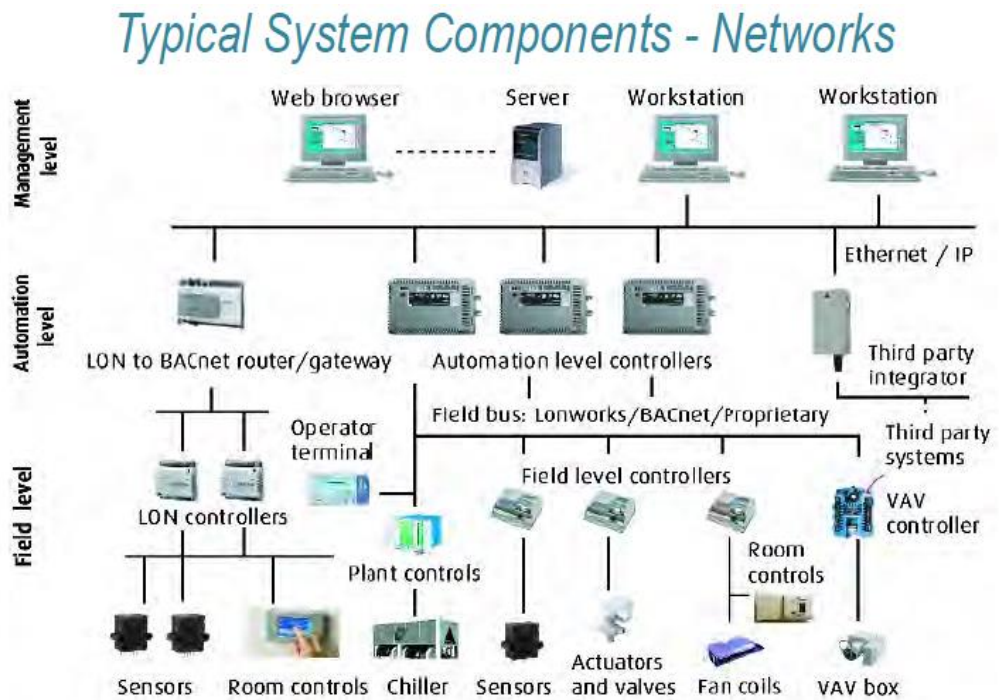 Typical System Components - Networks
Management
level
Web browser
Server
Workstation
Workstation
Ethernet / IP
Automation
level
LON to BACnet router/gateway
Automation level controllers
Third party
integrator
Field bus: Lonworks/BACnet/Proprietary
Operator
terminal
Third party
systems
Field level
Field level controllers
LON controllers
VAV
controller
Plant controls
Room
controls
Sensors
Room controls
Chiller
Sensors
Actuators
and valves
Fan coils
VAV box